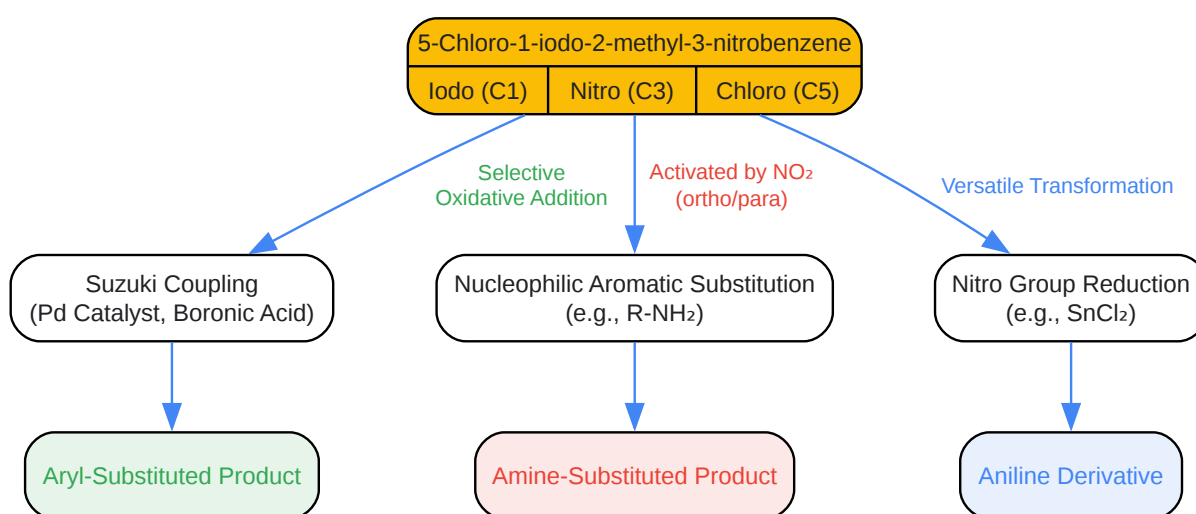 5-Chloro-1-iodo-2-methyl-3-nitrobenzene
Iodo (C1)
Nitro (C3)
Chloro (C5)
Selective
Oxidative Addition
Activated by NO₂
(ortho/para)
Versatile Transformation
Suzuki Coupling
(Pd Catalyst, Boronic Acid)
Nucleophilic Aromatic Substitution
(e.g., R-NH₂)
Nitro Group Reduction
(e.g., SnCl₂)
Aryl-Substituted Product
Amine-Substituted Product
Aniline Derivative